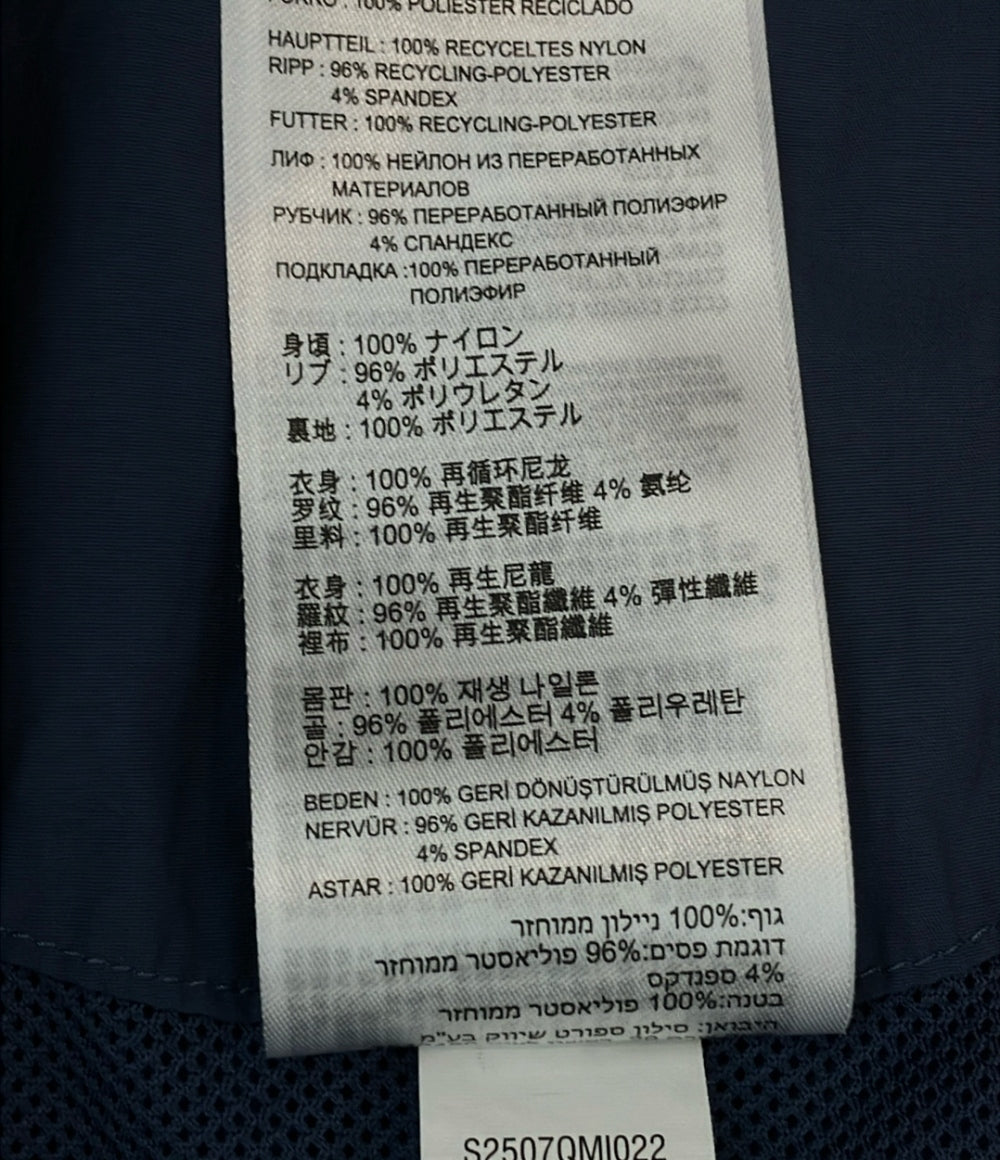 FORRO : 100% POLIÉSTER RECICLADO
HAUPTTEIL : 100% RECYCELTES NYLON
RIPP : 96% RECYCLING-POLYESTER
4% SPANDEX
FUTTER : 100% RECYCLING-POLYESTER
ЛИФ : 100% НЕЙЛОН ИЗ ПЕРЕРАБОТАННЫХ
МАТЕРИАЛОВ
РУБЧИК : 96% ПЕРЕРАБОТАННЫЙ ПОЛИЭФИР
4% СПАНДЕКС
ПОДКЛАДКА :100% ПЕРЕРАБОТАННЫЙ
ПОЛИЭФИР
身頃 : 100% ナイロン
リブ : 96% ポリエステル
4% ポリウレタン
裏地 : 100% ポリエステル
衣身 : 100% 再循环尼龙
罗纹 : 96% 再生聚酯纤维 4% 氨纶
里料 : 100% 再生聚酯纤维
衣身 : 100% 再生尼龍
羅紋 : 96% 再生聚酯纖維 4% 彈性纖維
裡布 : 100% 再生聚酯纖維
몸판 : 100% 재생 나일론
골 : 96% 폴리에스터 4% 폴리우레탄
안감 : 100% 폴리에스터
BEDEN : 100% GERİ DÖNÜŞTÜRÜLMÜŞ NAYLON
NERVÜR : 96% GERİ KAZANILMIŞ POLYESTER
4% SPANDEX
ASTAR : 100% GERİ KAZANILMIŞ POLYESTER
גוף:100% ניילון ממוחזר
דוגמת פסים:96% פוליאסטר ממוחזר
4% ספנדקס
בטנה:100% פוליאסטר ממוחזר
היבואן: סילון ספורט שיווק בע"מ
S2507QMI022